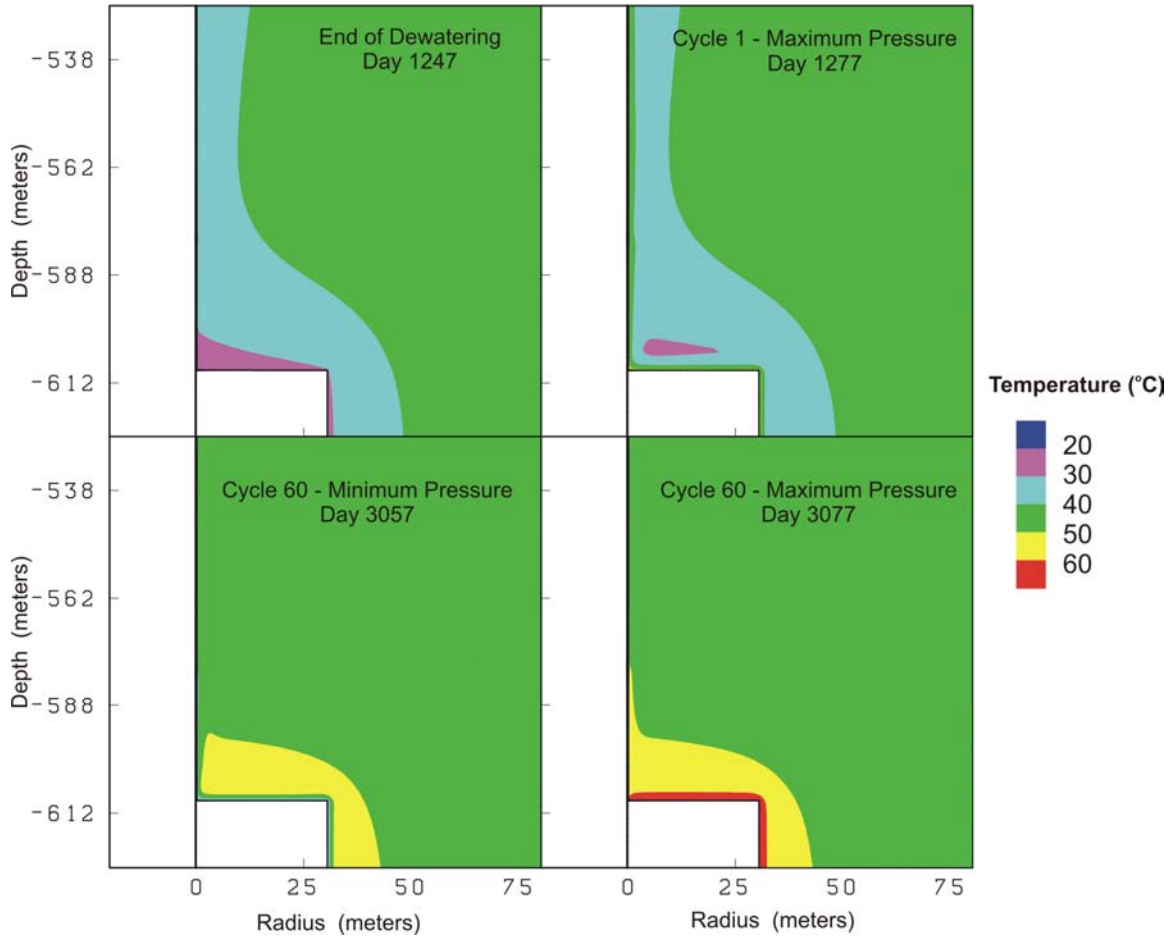 End of Dewatering
Day 1247
Cycle 1 - Maximum Pressure
Day 1277
Depth (meters)
-538
-562
-588
-612
Temperature (°C)
20
30
40
50
60
Cycle 60 - Minimum Pressure
Day 3057
Cycle 60 - Maximum Pressure
Day 3077
Depth (meters)
-538
-562
-588
-612
0
25
50
75
0
25
50
75
Radius (meters)
Radius (meters)